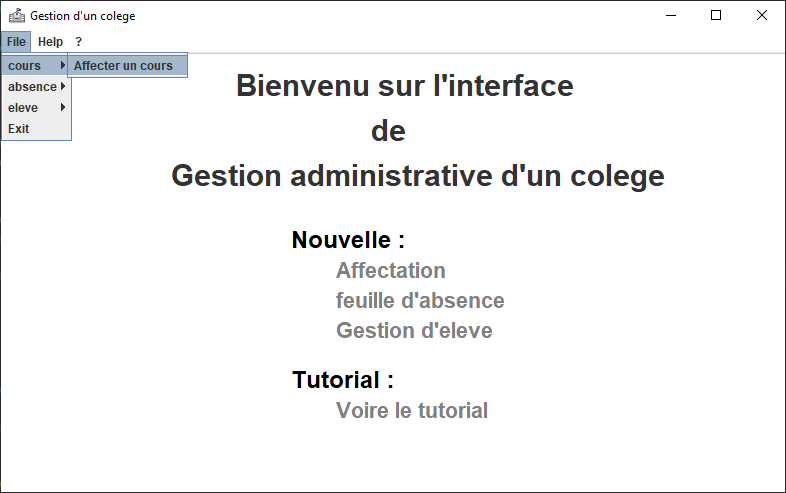 Gestion d'un colege
File Help ?
cours Affecter un cours
absence
eleve
Exit
Bienvenu sur l'interface
de
Gestion administrative d'un colege
Nouvelle :
Affectation
feuille d'absence
Gestion d'eleve
Tutorial :
Voire le tutorial